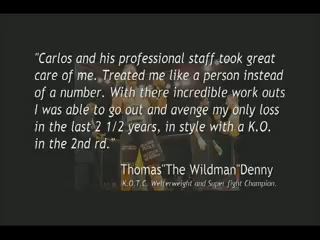 "Carlos and his professional staff took great
care of me. Treated me like a person instead
of a number. With there incredible work outs
I was able to go out and avenge my only loss
in the last 2 1/2 years, in style with a K.O.
in the 2nd rd."
Thomas"The Wildman"Denny
K.O.T.C. Welterweight and Super fight Champion.